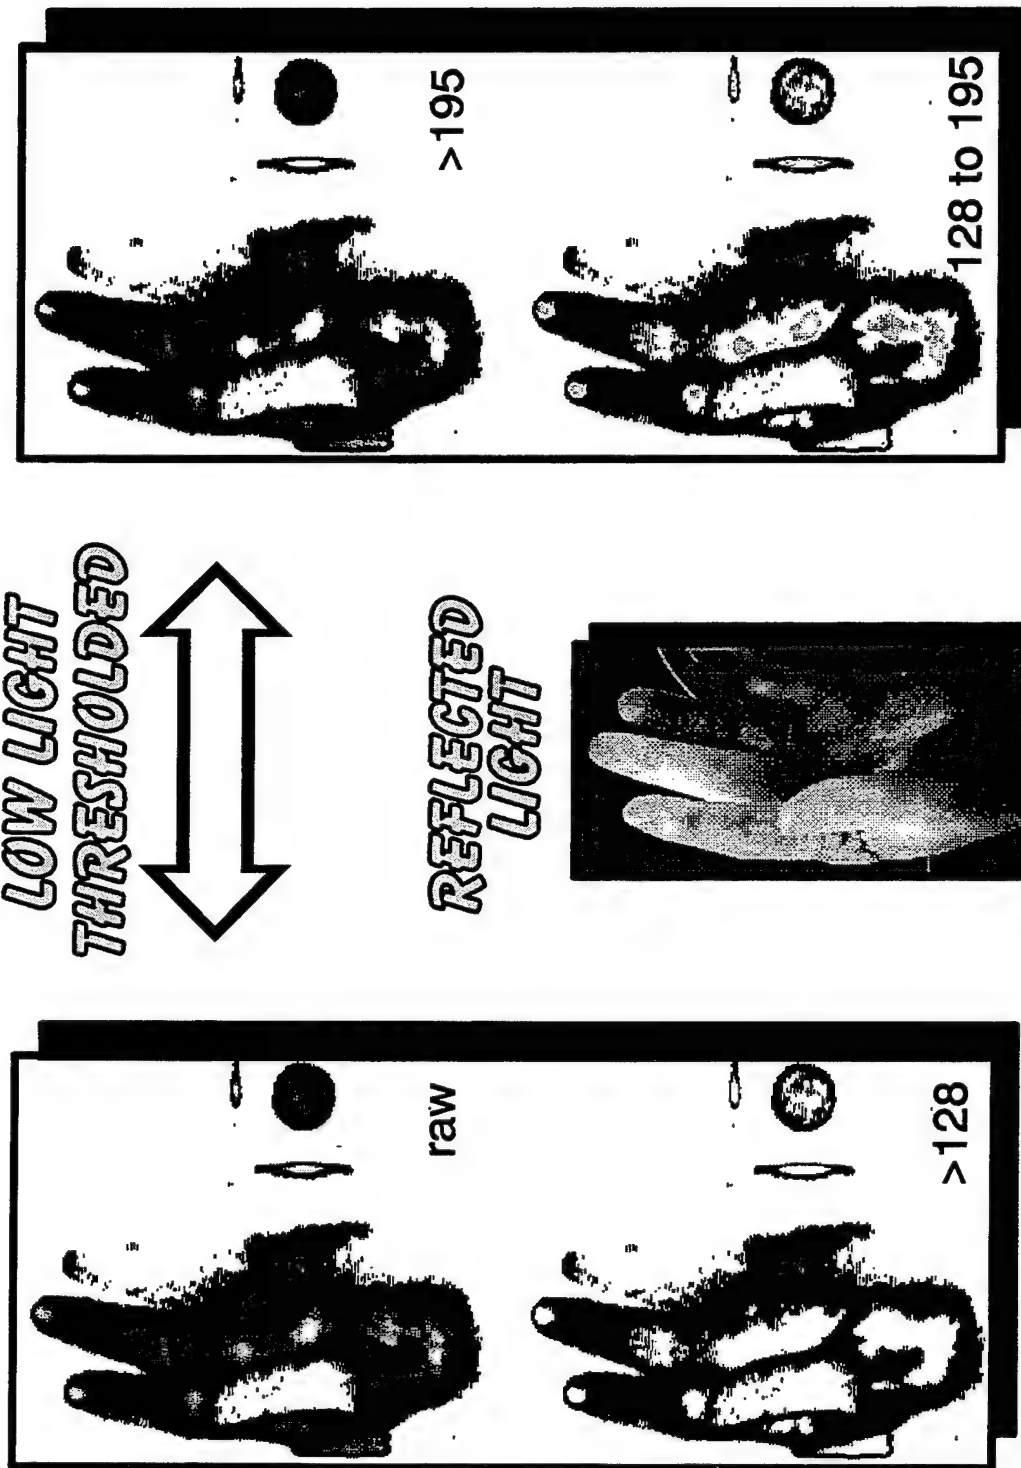 LOW LIGHT
THRESHOLDED
raw
>195
REFLECTED
LIGHT
>128
128 to 195